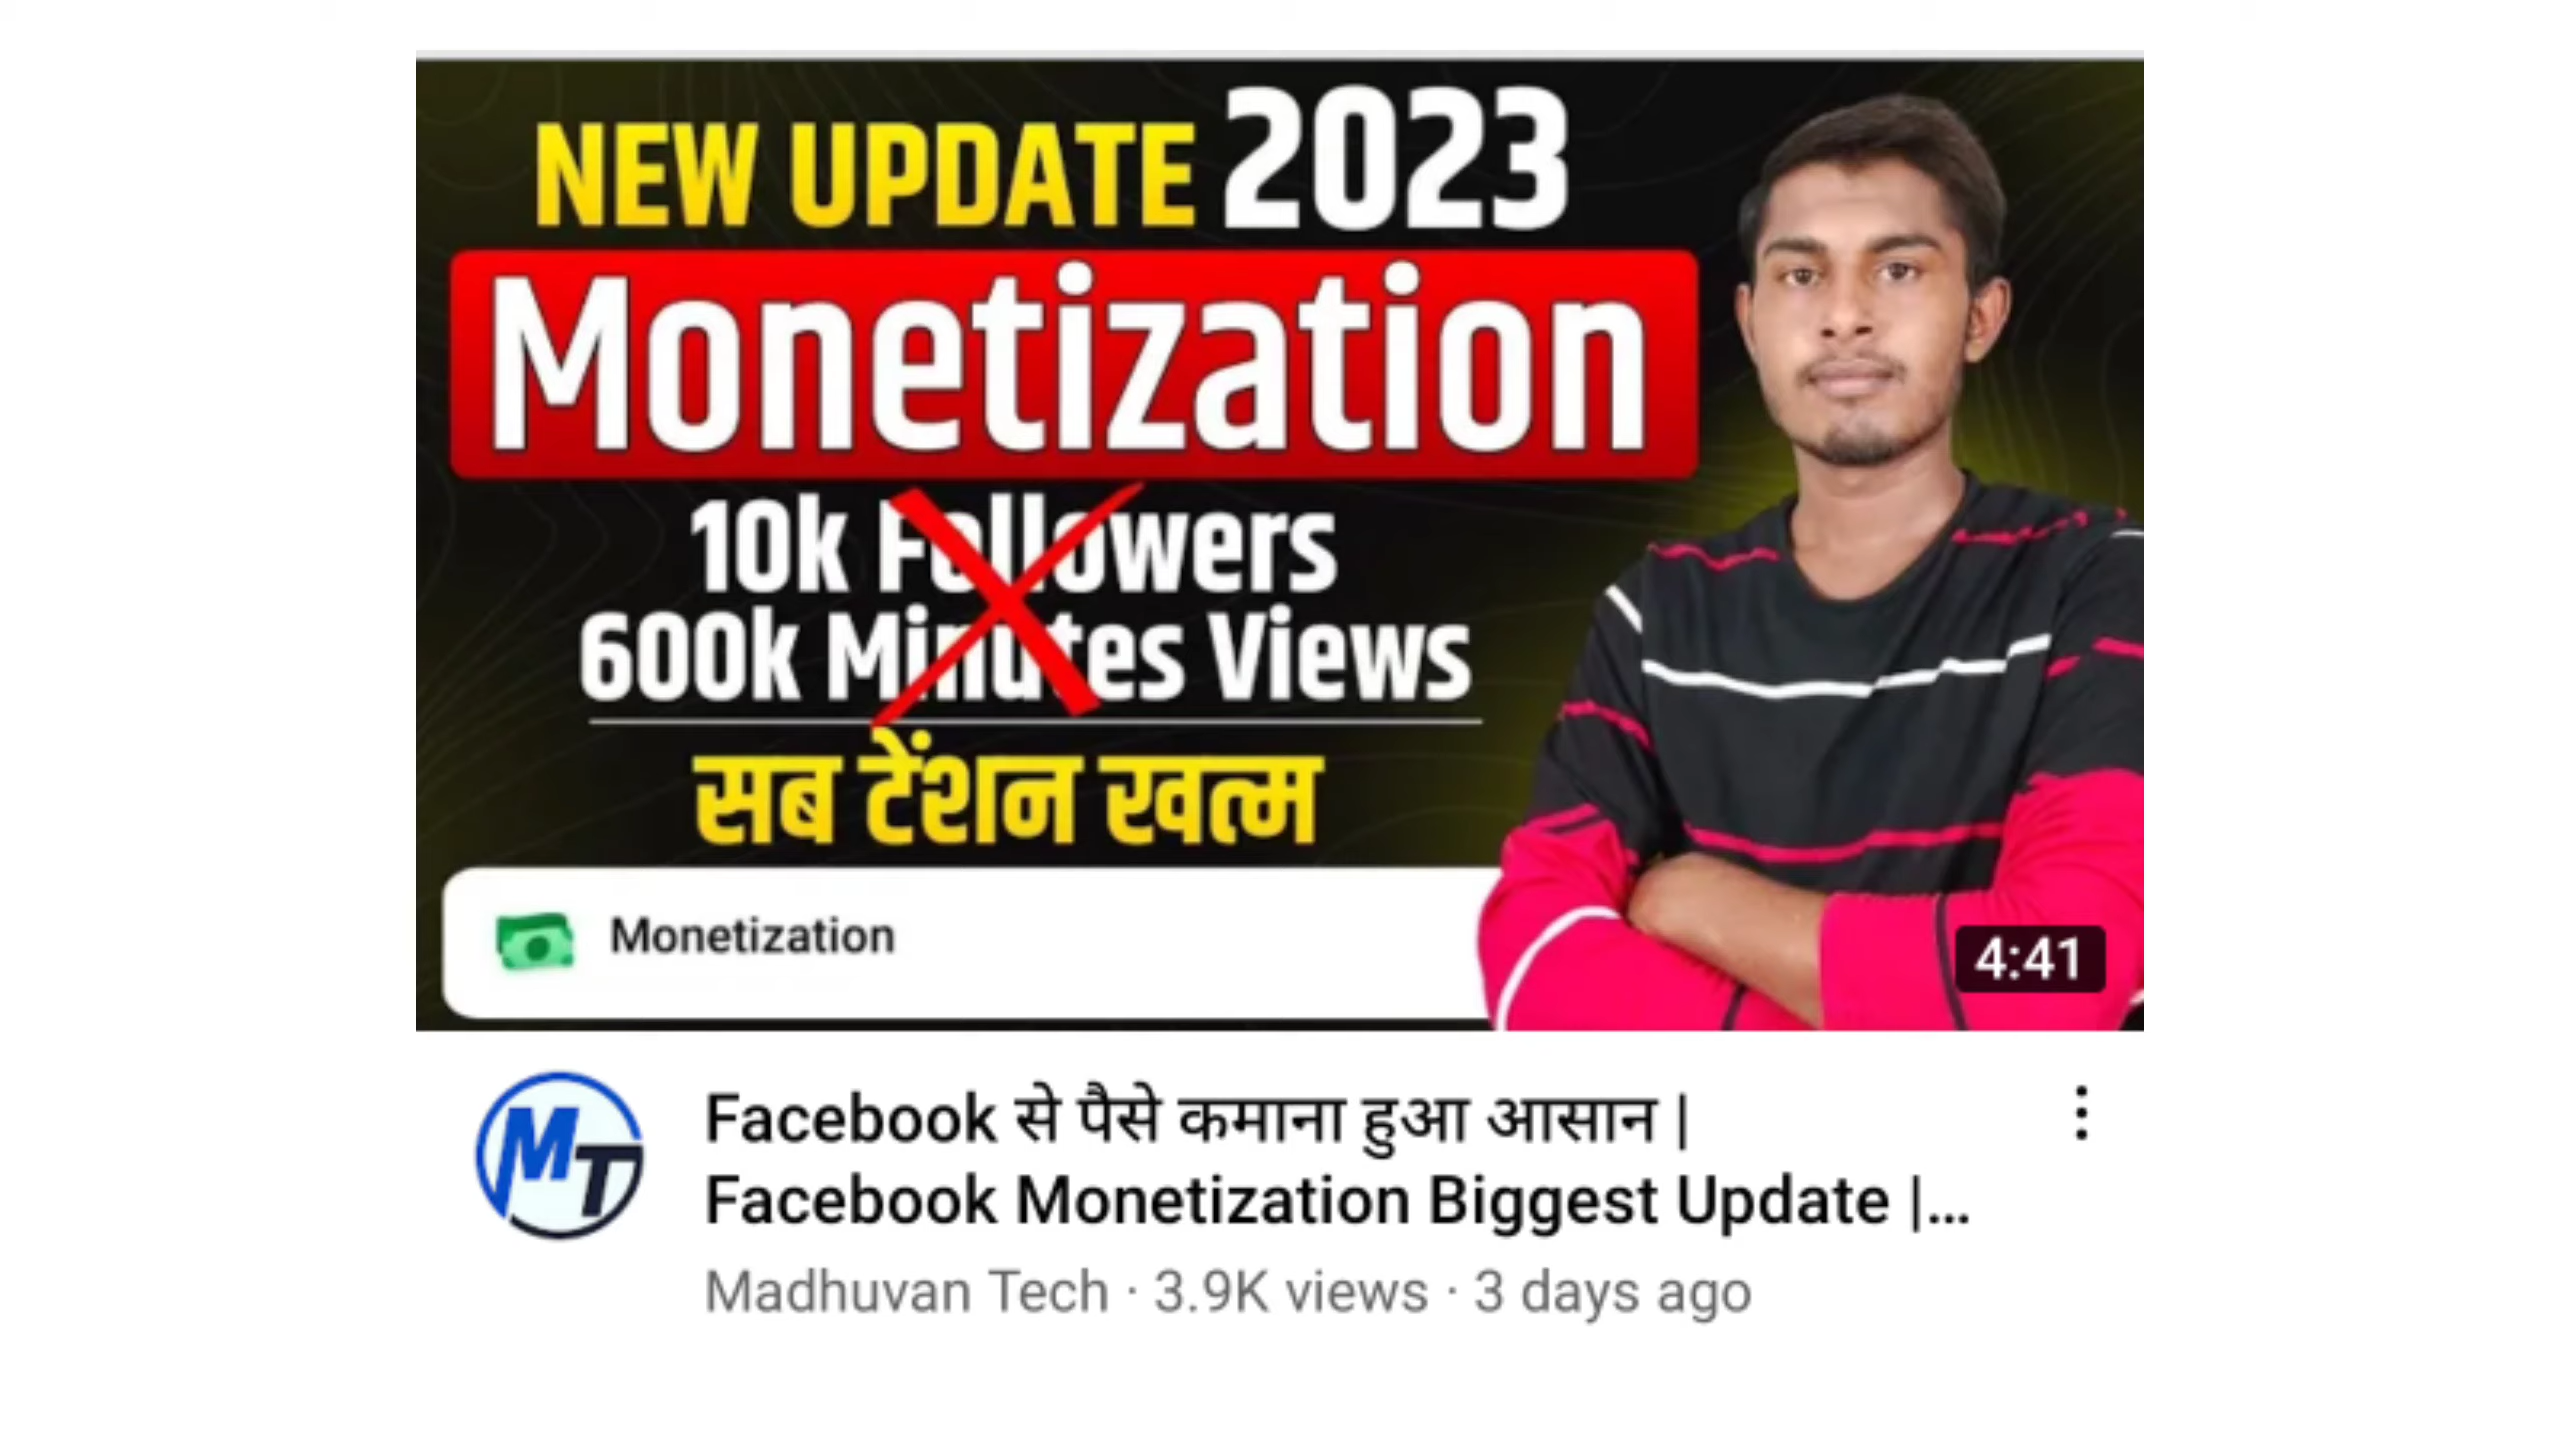 NEW UPDATE 2023
Monetization
10k Followers
600k Minutes Views
सब टेंशन खत्म
Monetization
4:41
MT
Facebook से पैसे कमाना हुआ आसान |
Facebook Monetization Biggest Update |...
Madhuvan Tech · 3.9K views · 3 days ago